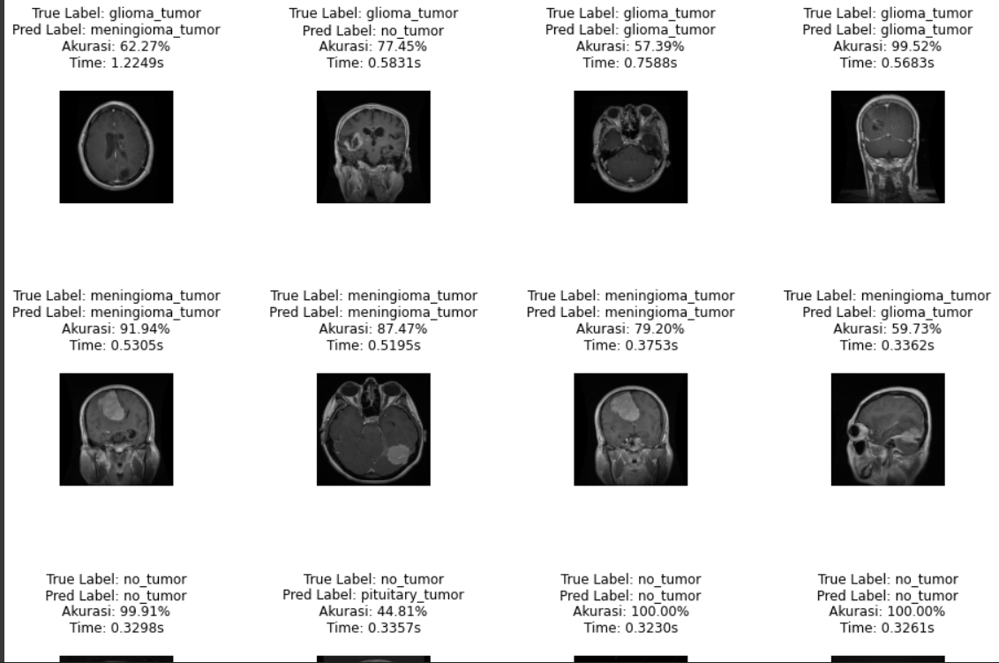 True Label: glioma_tumor
Pred Label: meningioma_tumor
Akurasi: 62.27%
Time: 1.2249s
True Label: glioma_tumor
Pred Label: no_tumor
Akurasi: 77.45%
Time: 0.5831s
True Label: glioma_tumor
Pred Label: glioma_tumor
Akurasi: 57.39%
Time: 0.7588s
True Label: glioma_tumor
Pred Label: glioma_tumor
Akurasi: 99.52%
Time: 0.5683s
True Label: meningioma_tumor
Pred Label: meningioma_tumor
Akurasi: 91.94%
Time: 0.5305s
True Label: meningioma_tumor
Pred Label: meningioma_tumor
Akurasi: 87.47%
Time: 0.5195s
True Label: meningioma_tumor
Pred Label: meningioma_tumor
Akurasi: 79.20%
Time: 0.3753s
True Label: meningioma_tumor
Pred Label: glioma_tumor
Akurasi: 59.73%
Time: 0.3362s
True Label: no_tumor
Pred Label: no_tumor
Akurasi: 99.91%
Time: 0.3298s
True Label: no_tumor
Pred Label: pituitary_tumor
Akurasi: 44.81%
Time: 0.3357s
True Label: no_tumor
Pred Label: no_tumor
Akurasi: 100.00%
Time: 0.3230s
True Label: no_tumor
Pred Label: no_tumor
Akurasi: 100.00%
Time: 0.3261s